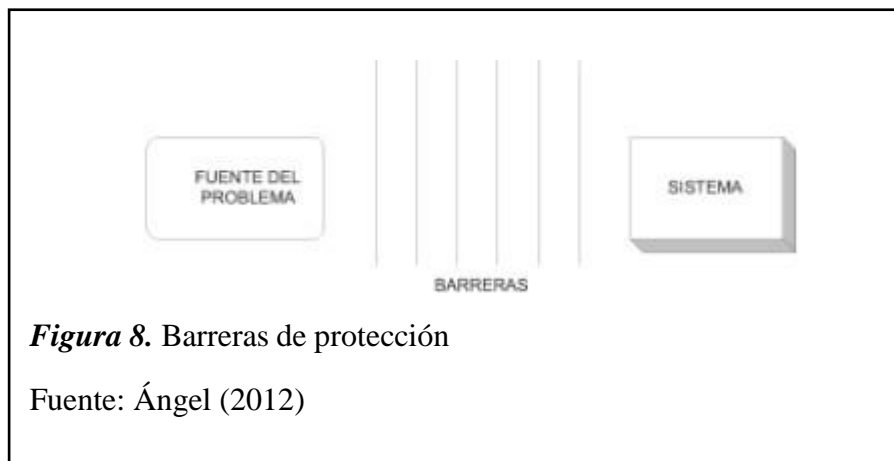 FUENTE DEL
PROBLEMA
SISTEMA
BARRERAS
Figura 8. Barreras de protección
Fuente: Ángel (2012)